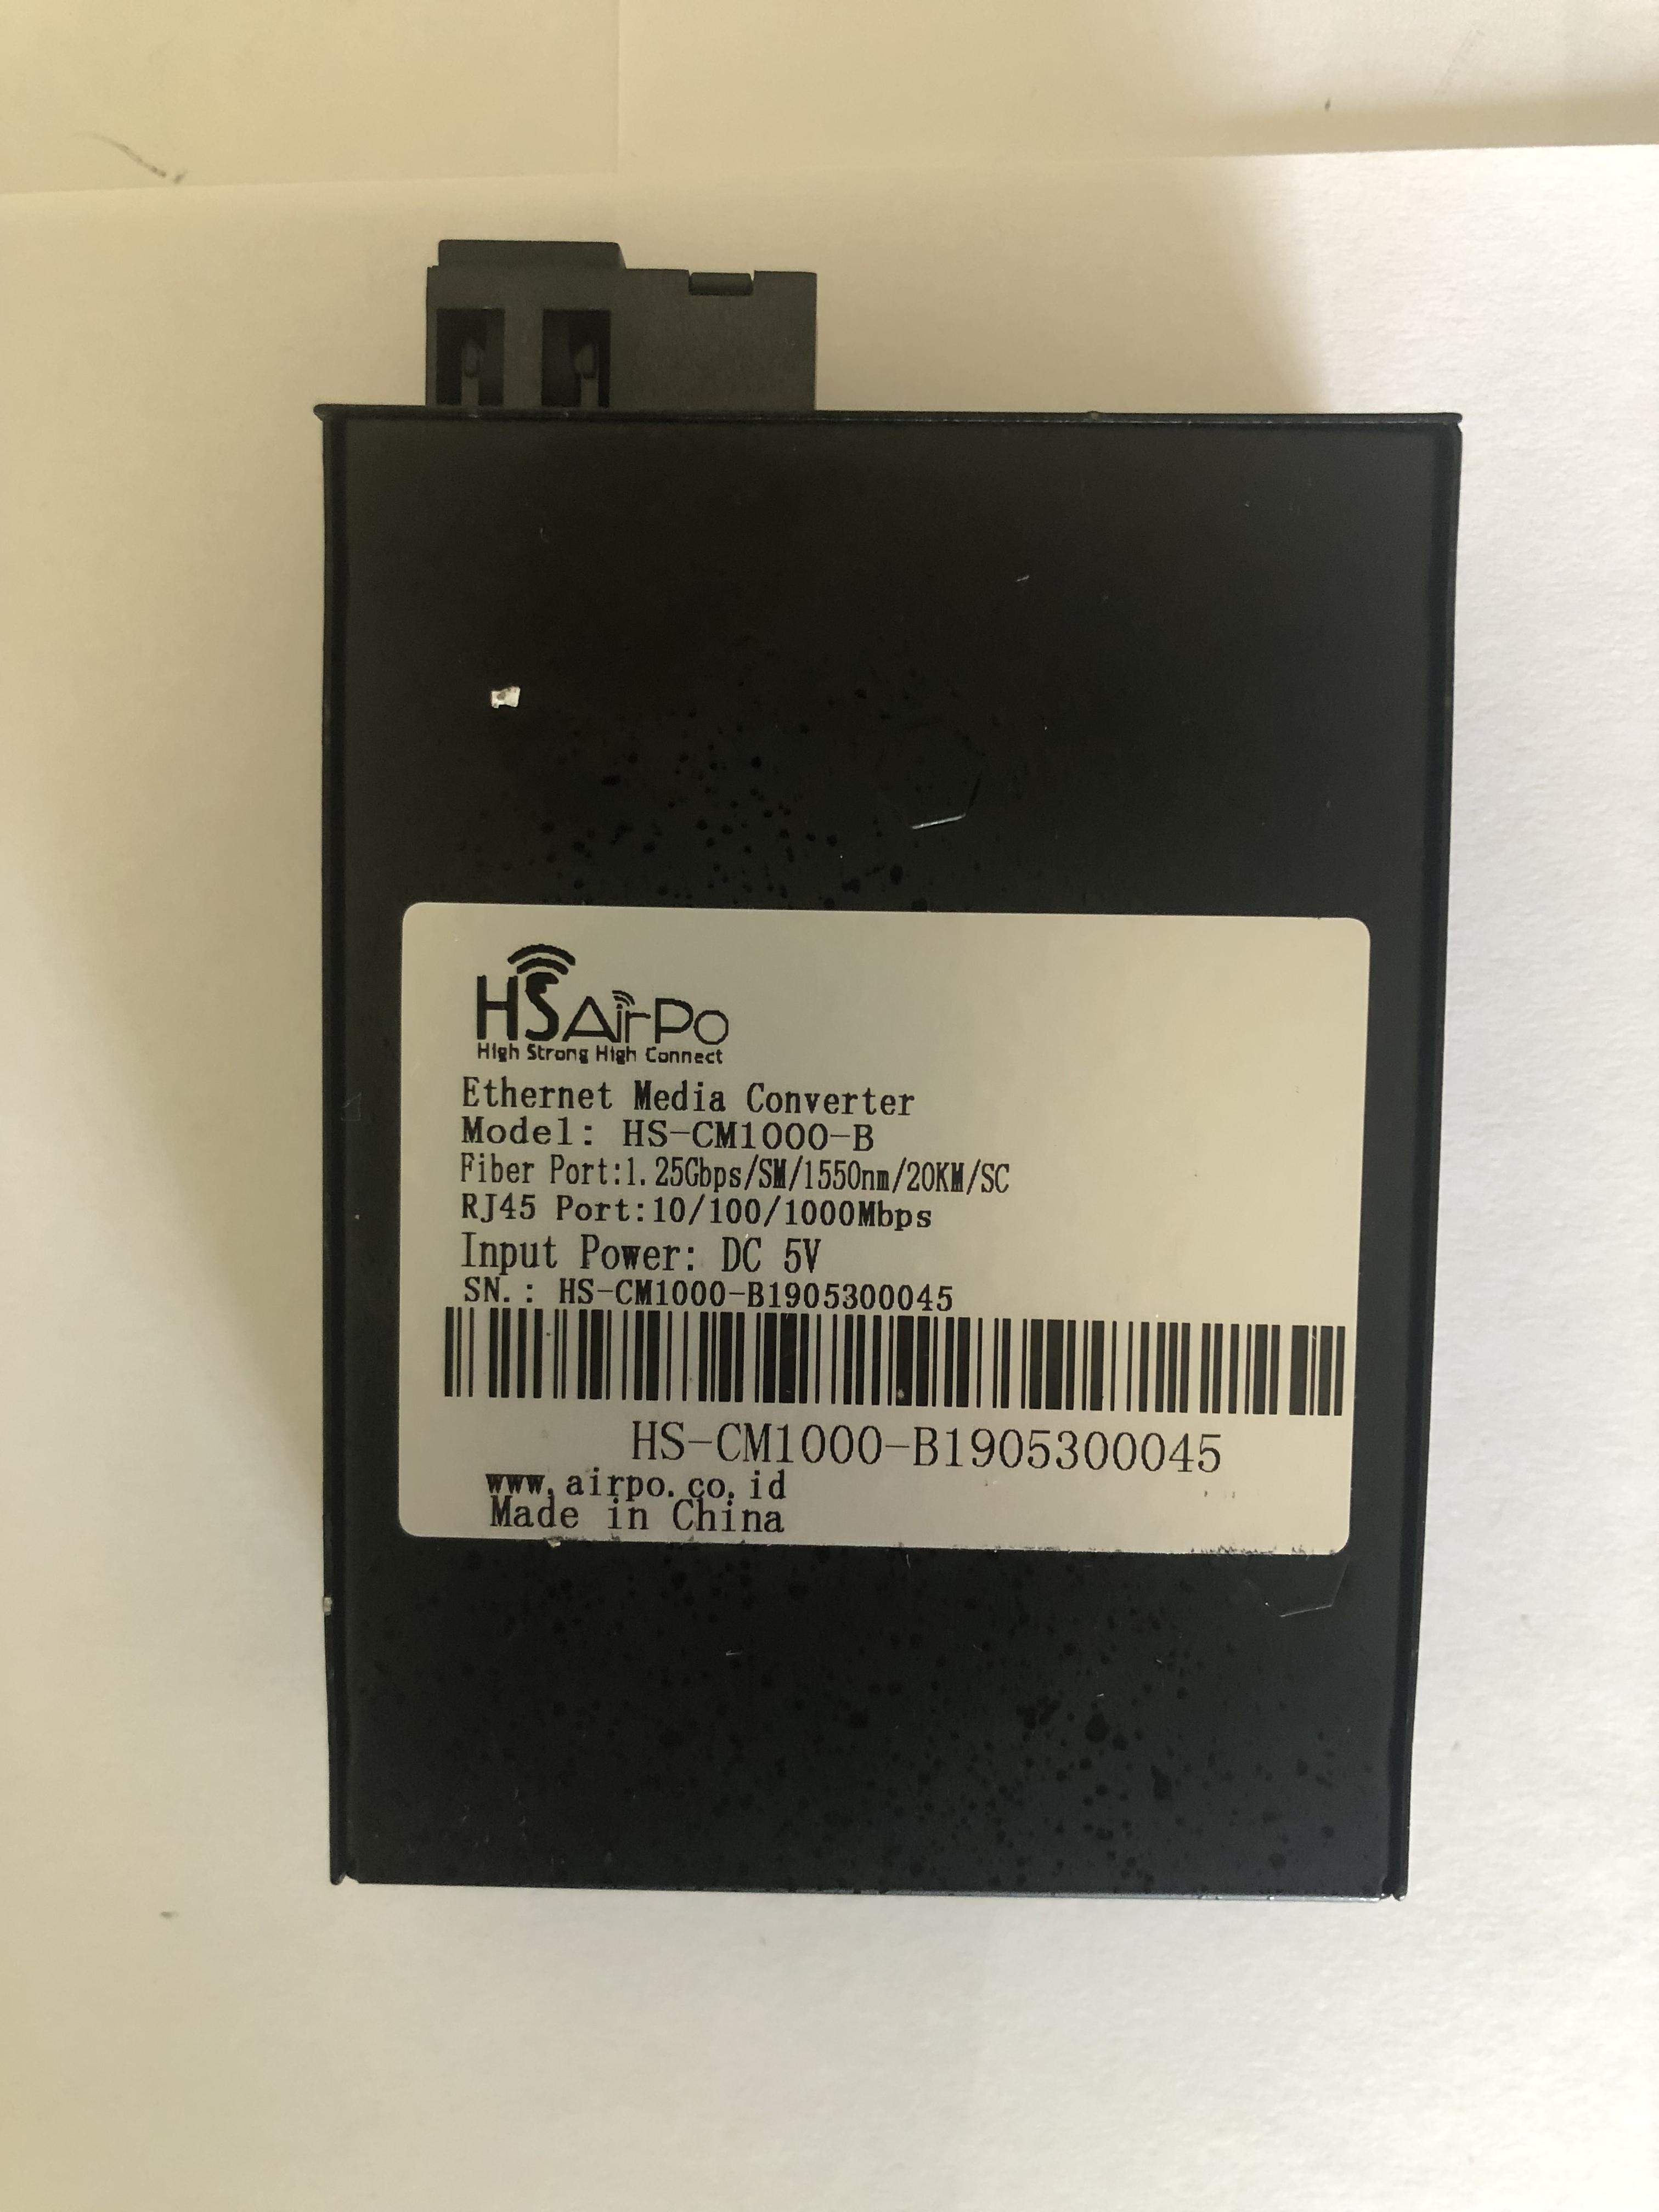 HSAirPo
High Strong High Connect
Ethernet Media Converter
Model: HS-CM1000-B
Fiber Port:1.25Gbps/SM/1550nm/20KM/SC
RJ45 Port:10/100/1000Mbps
Input Power: DC 5V
SN.: HS-CM1000-B1905300045
HS-CM1000-B1905300045
www.airpo.co.id
Made in China